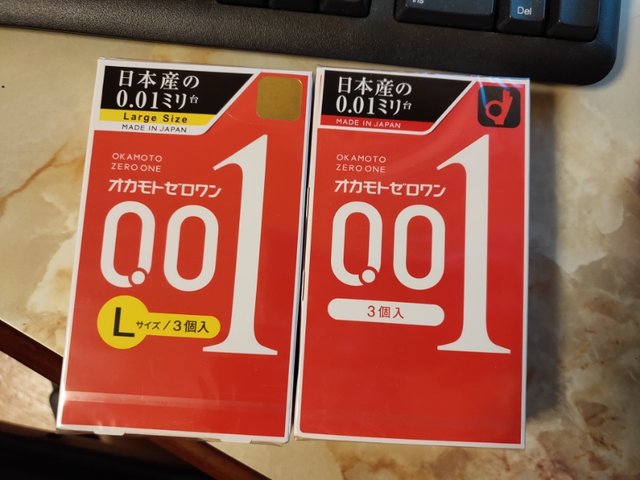 日本産の
0.01ミリ台
Large Size
MADE IN JAPAN
OKAMOTO
ZERO ONE
オカモトゼロワン
0.01
Lサイズ/3個入
日本産の
0.01ミリ台
MADE IN JAPAN
OKAMOTO
ZERO ONE
オカモトゼロワン
0.01
3個入
Ins
Del